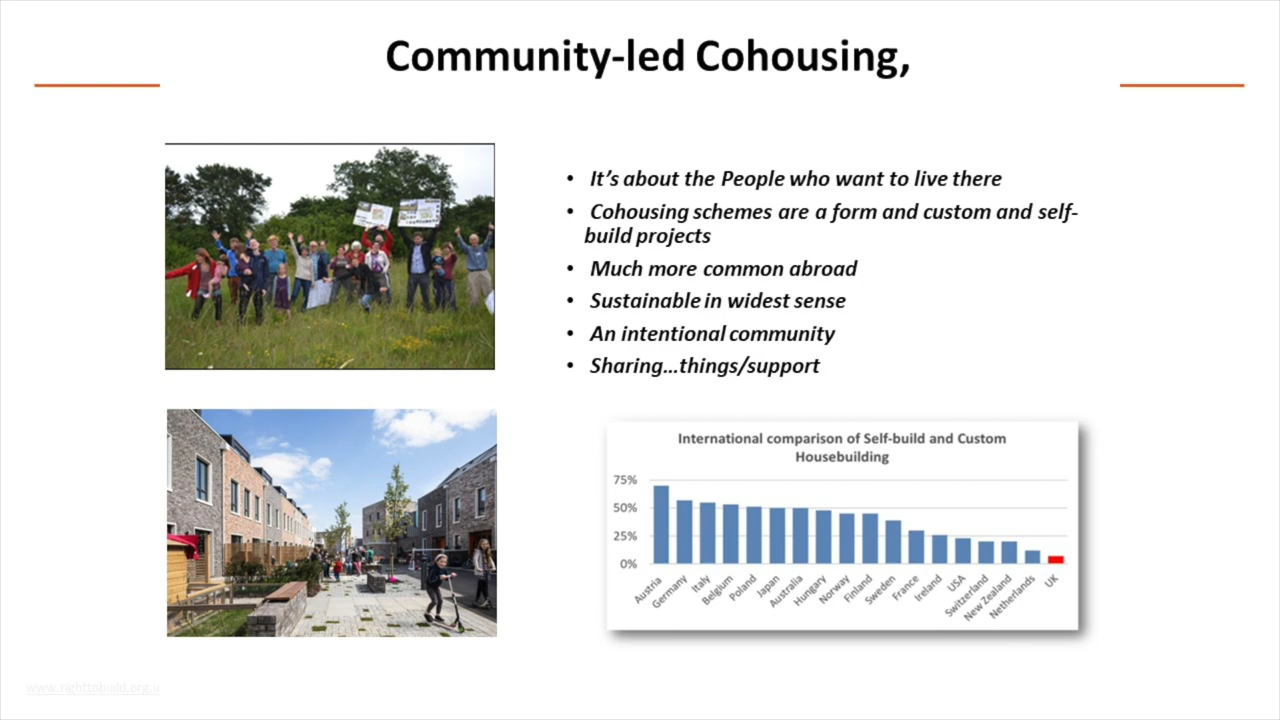 Community-led Cohousing,
• It's about the People who want to live there
• Cohousing schemes are a form and custom and self-
build projects
• Much more common abroad
• Sustainable in widest sense
• An intentional community
• Sharing…things/support
International comparison of Self-build and Custom
Housebuilding
75%
50%
25%
0%
Austria
Germany
Italy
Belgium
Poland
Japan
Australia
Hungary
Norway
Finland
Sweden
France
Ireland
USA
Switzerland
New Zealand
Netherlands
UK
www.righttobuild.org.u